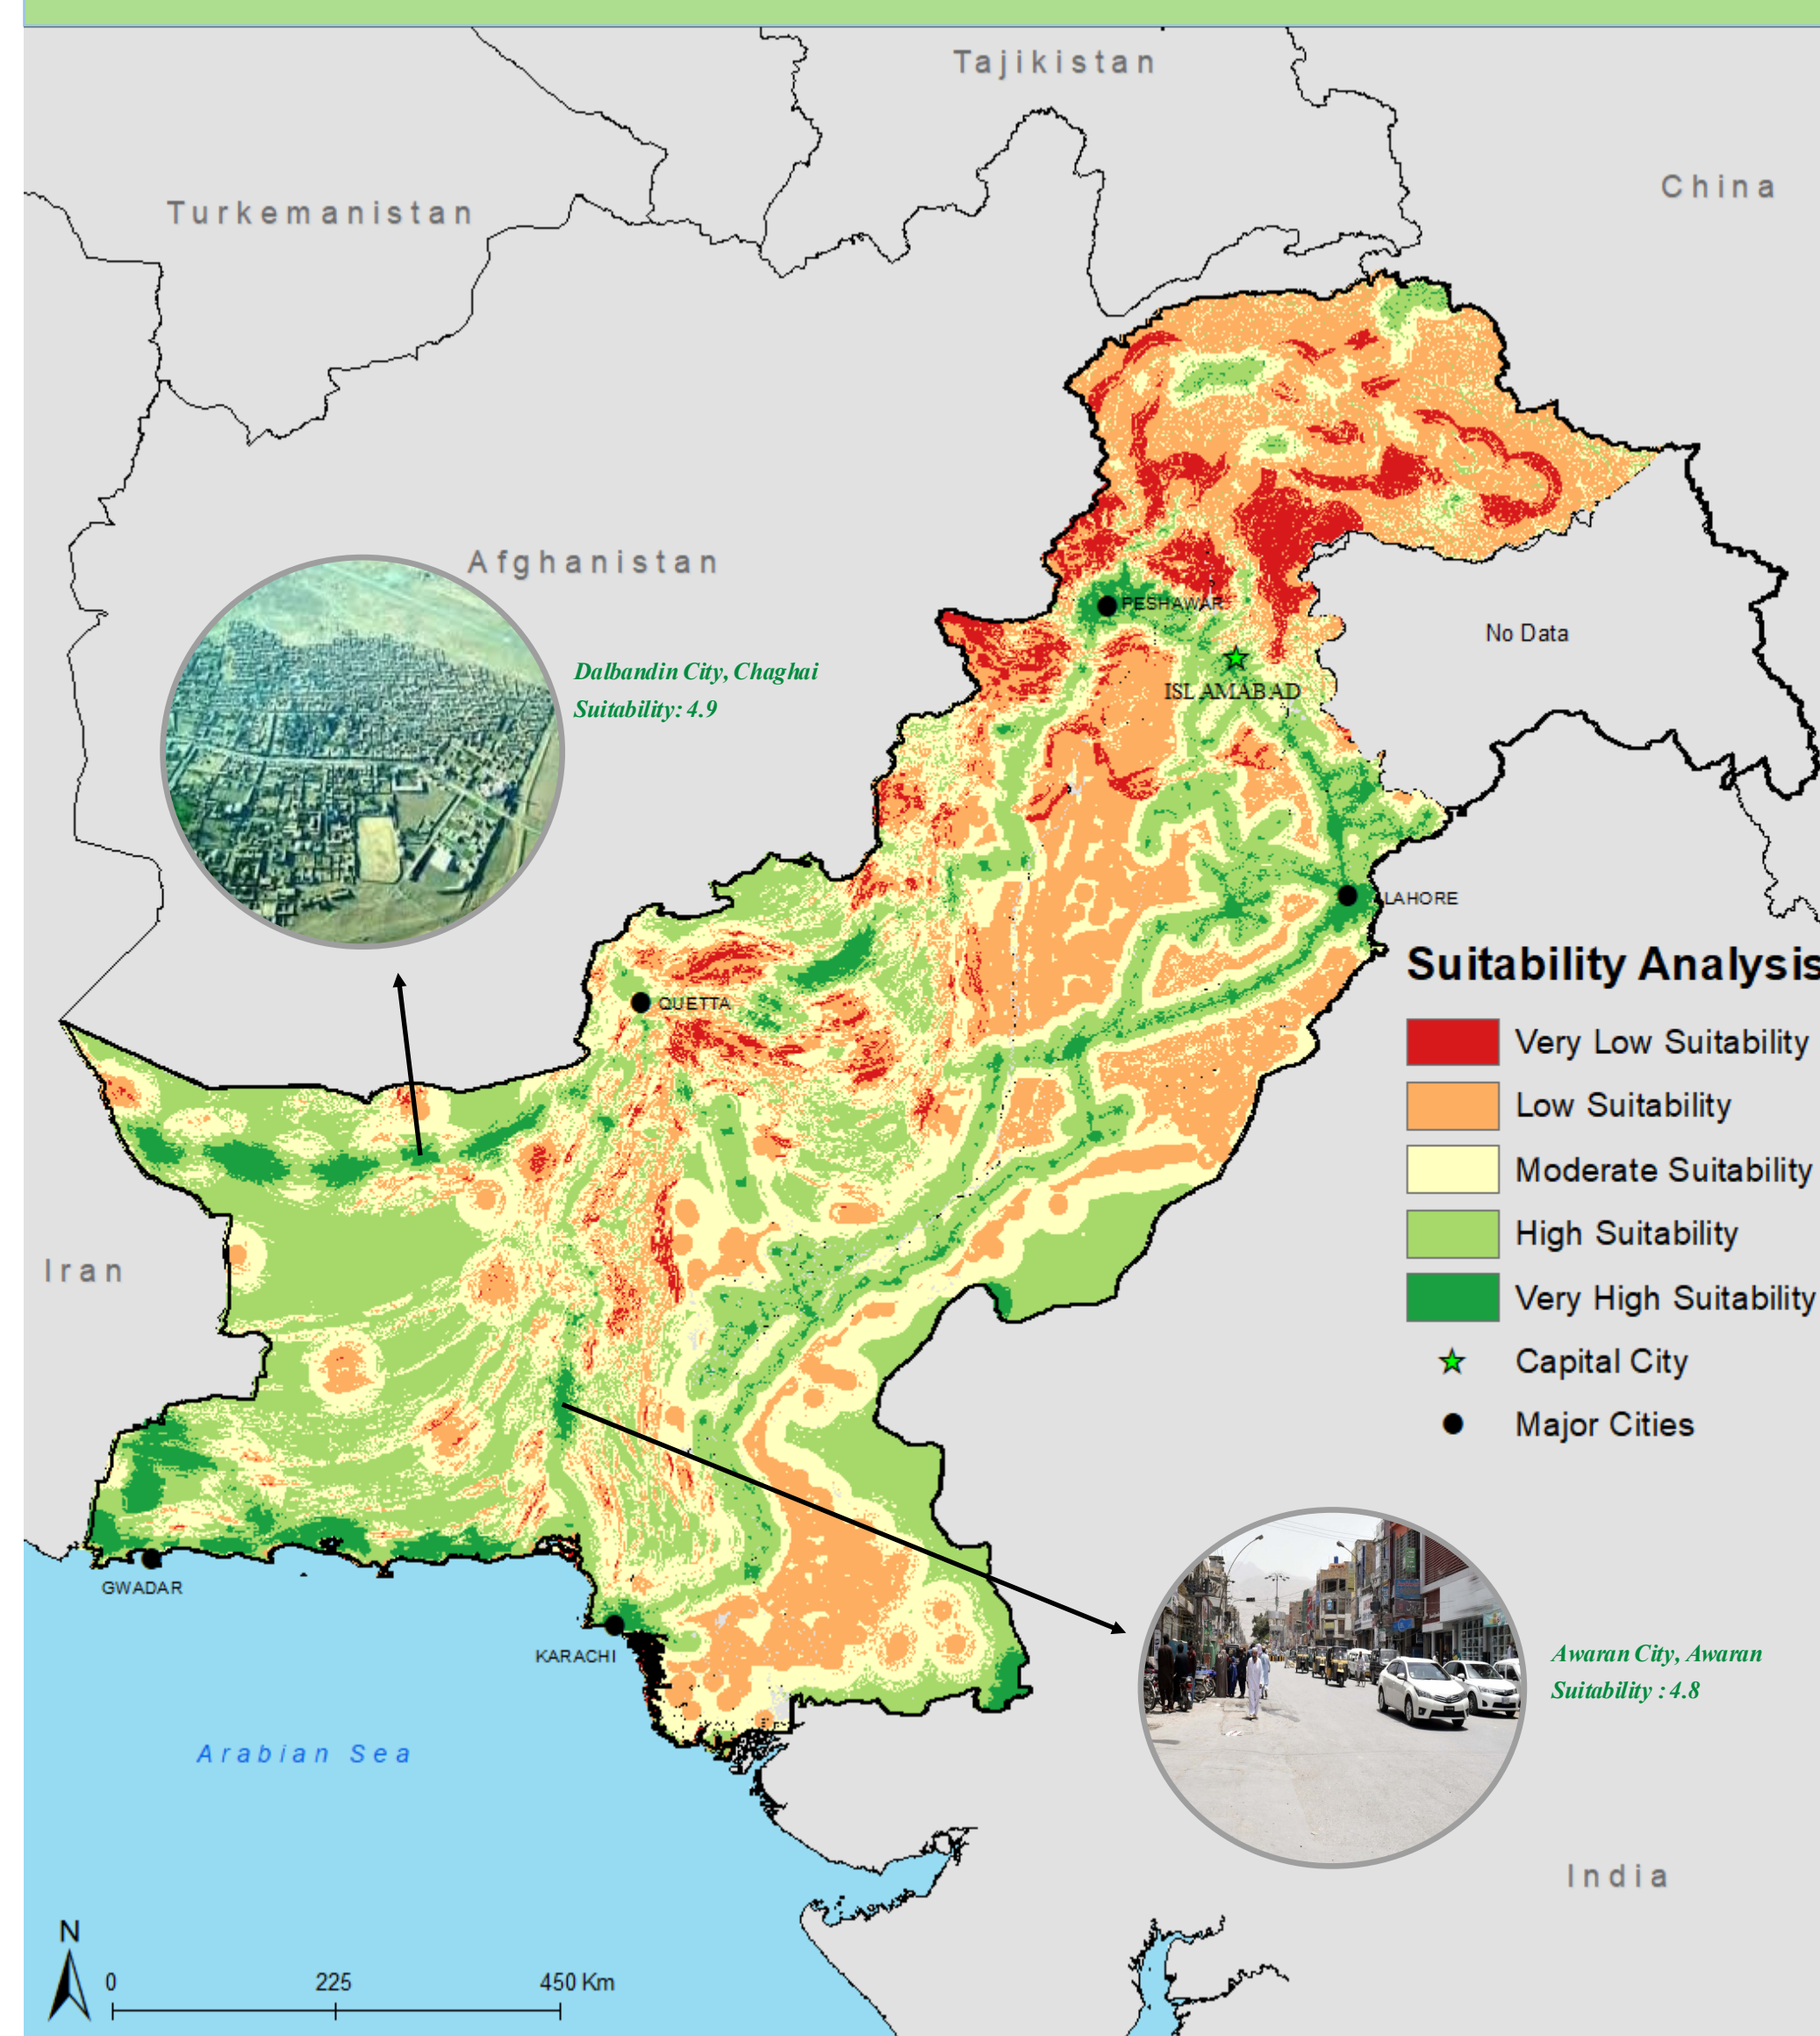 Tajikistan
China
Turkemanistan
Afghanistan
PESHAWAR
No Data
Dalbandin City, Chaghai
Suitability: 4.9
ISLAMABAD
LAHORE
Suitability Analysis
QUETTA
Very Low Suitability
Low Suitability
Moderate Suitability
High Suitability
Very High Suitability
Capital City
Major Cities
Iran
GWADAR
KARACHI
Awaran City, Awaran
Suitability : 4.8
Arabian Sea
India
N
0 225 450 Km